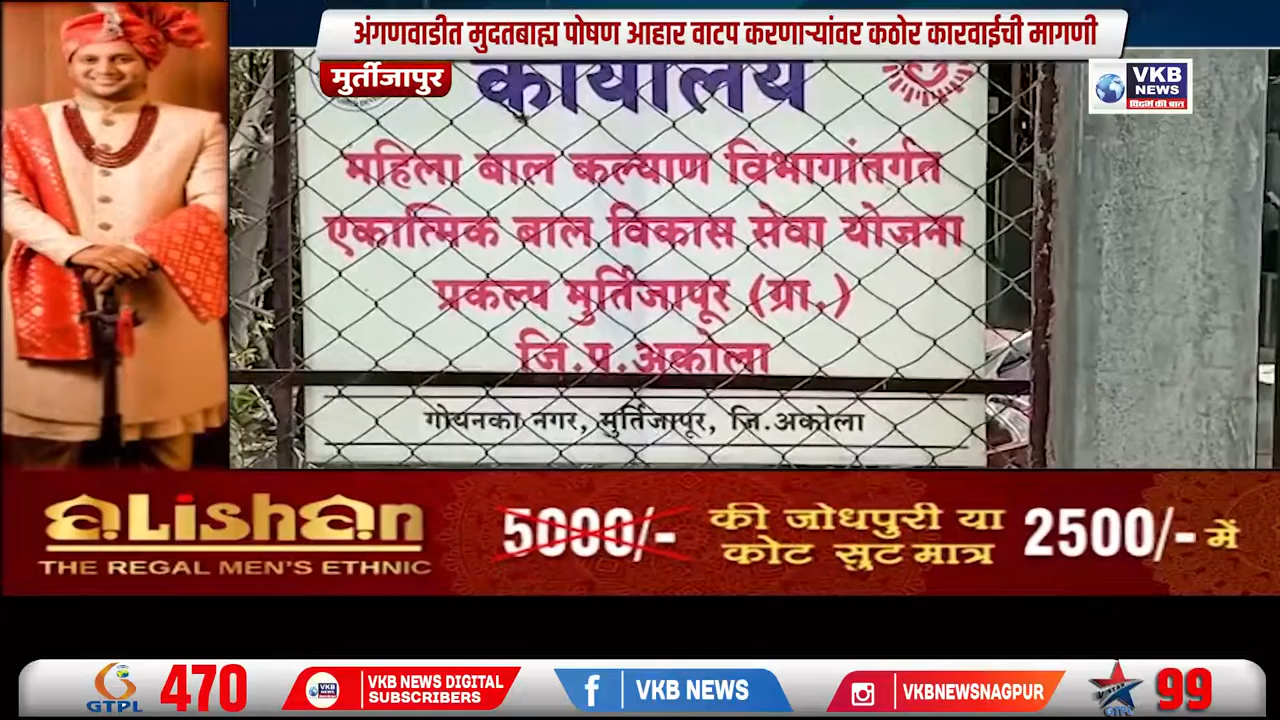 अंगणवाडीत मुदतबाह्य पोषण आहार वाटप करणाऱ्यांवर कठोर कारवाईची मागणी
मुर्तीजापुर
VKB
NEWS
विदर्भ की बात
कार्यालय
महिला बाल कल्याण विभागांतर्गत
एकात्मिक बाल विकास सेवा योजना
प्रकल्प मुर्तिजापूर (ग्रा.)
जि.प.अकोला
गोयनका नगर, मुर्तिजापूर, जि.अकोला
aLishan
THE REGAL MEN'S ETHNIC
5000/-
की जोधपुरी या
कोट सुट मात्र
2500/- में
GTPL
470
VKB NEWS DIGITAL
SUBSCRIBERS
VKB NEWS
VKBNEWSNAGPUR
GTPL
99